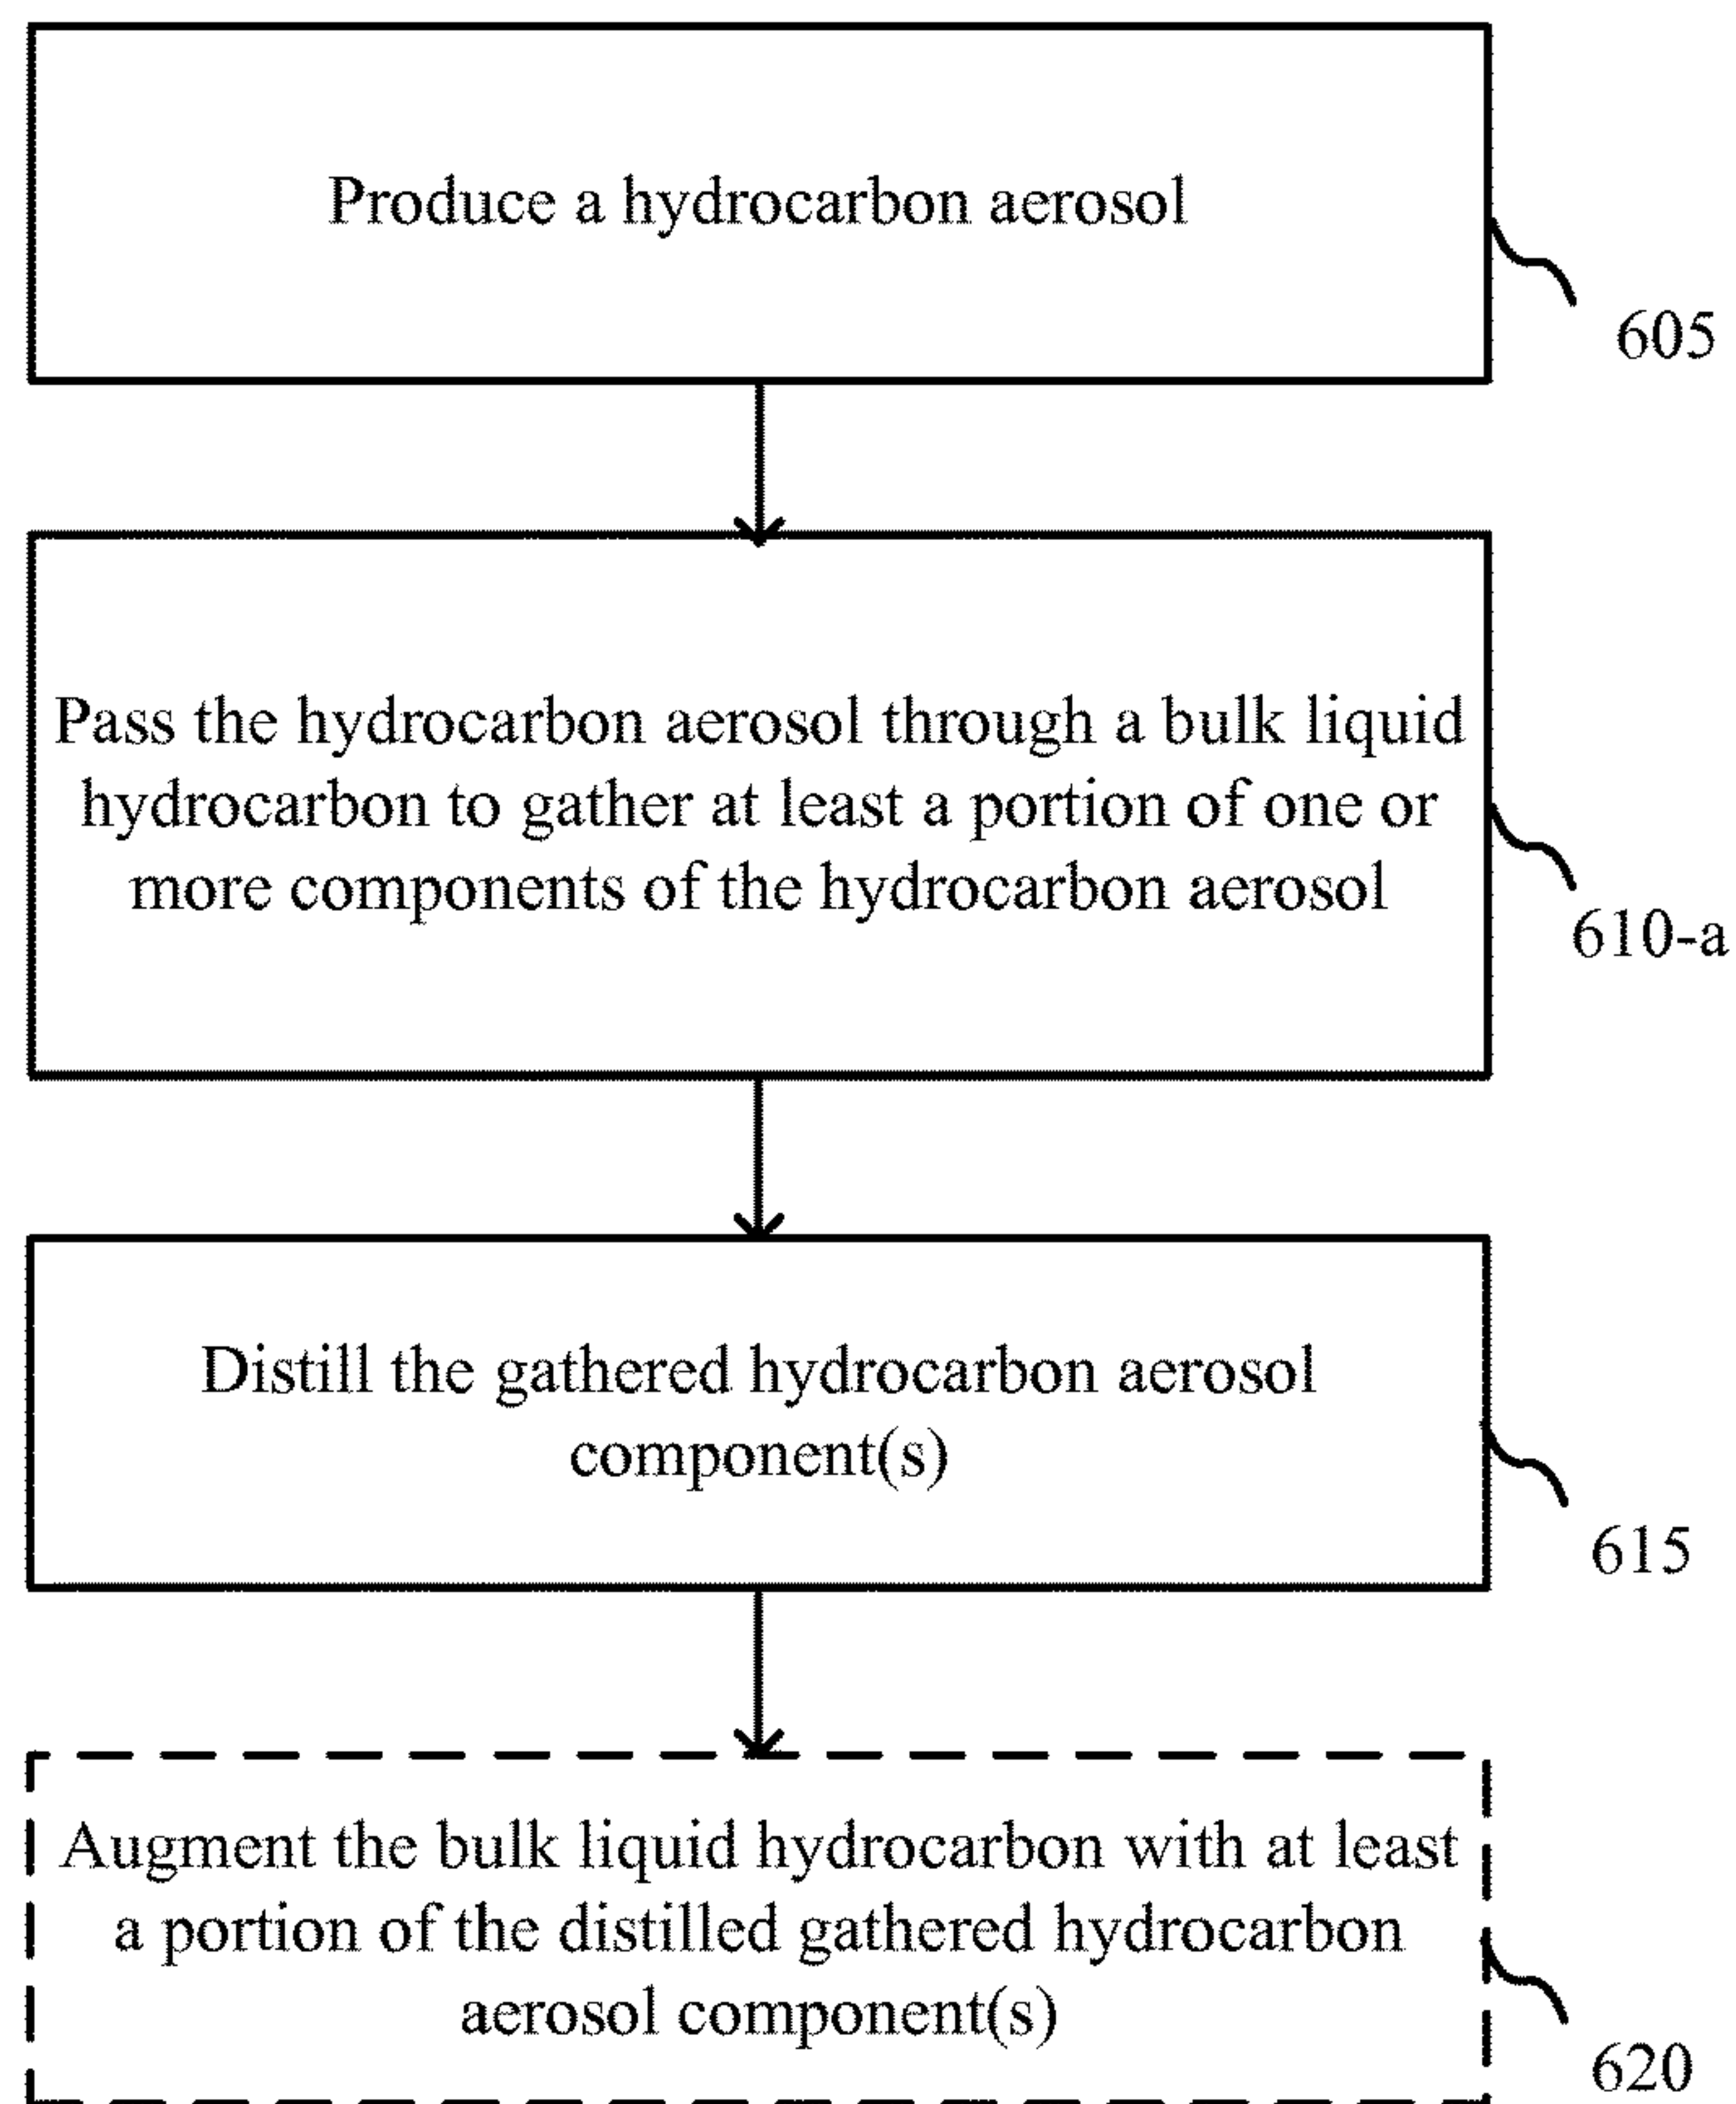 Produce a hydrocarbon aerosol
605
Pass the hydrocarbon aerosol through a bulk liquid
hydrocarbon to gather at least a portion of one or
more components of the hydrocarbon aerosol
610-a
Distill the gathered hydrocarbon aerosol
component(s)
615
Augment the bulk liquid hydrocarbon with at least
a portion of the distilled gathered hydrocarbon
aerosol component(s)
620